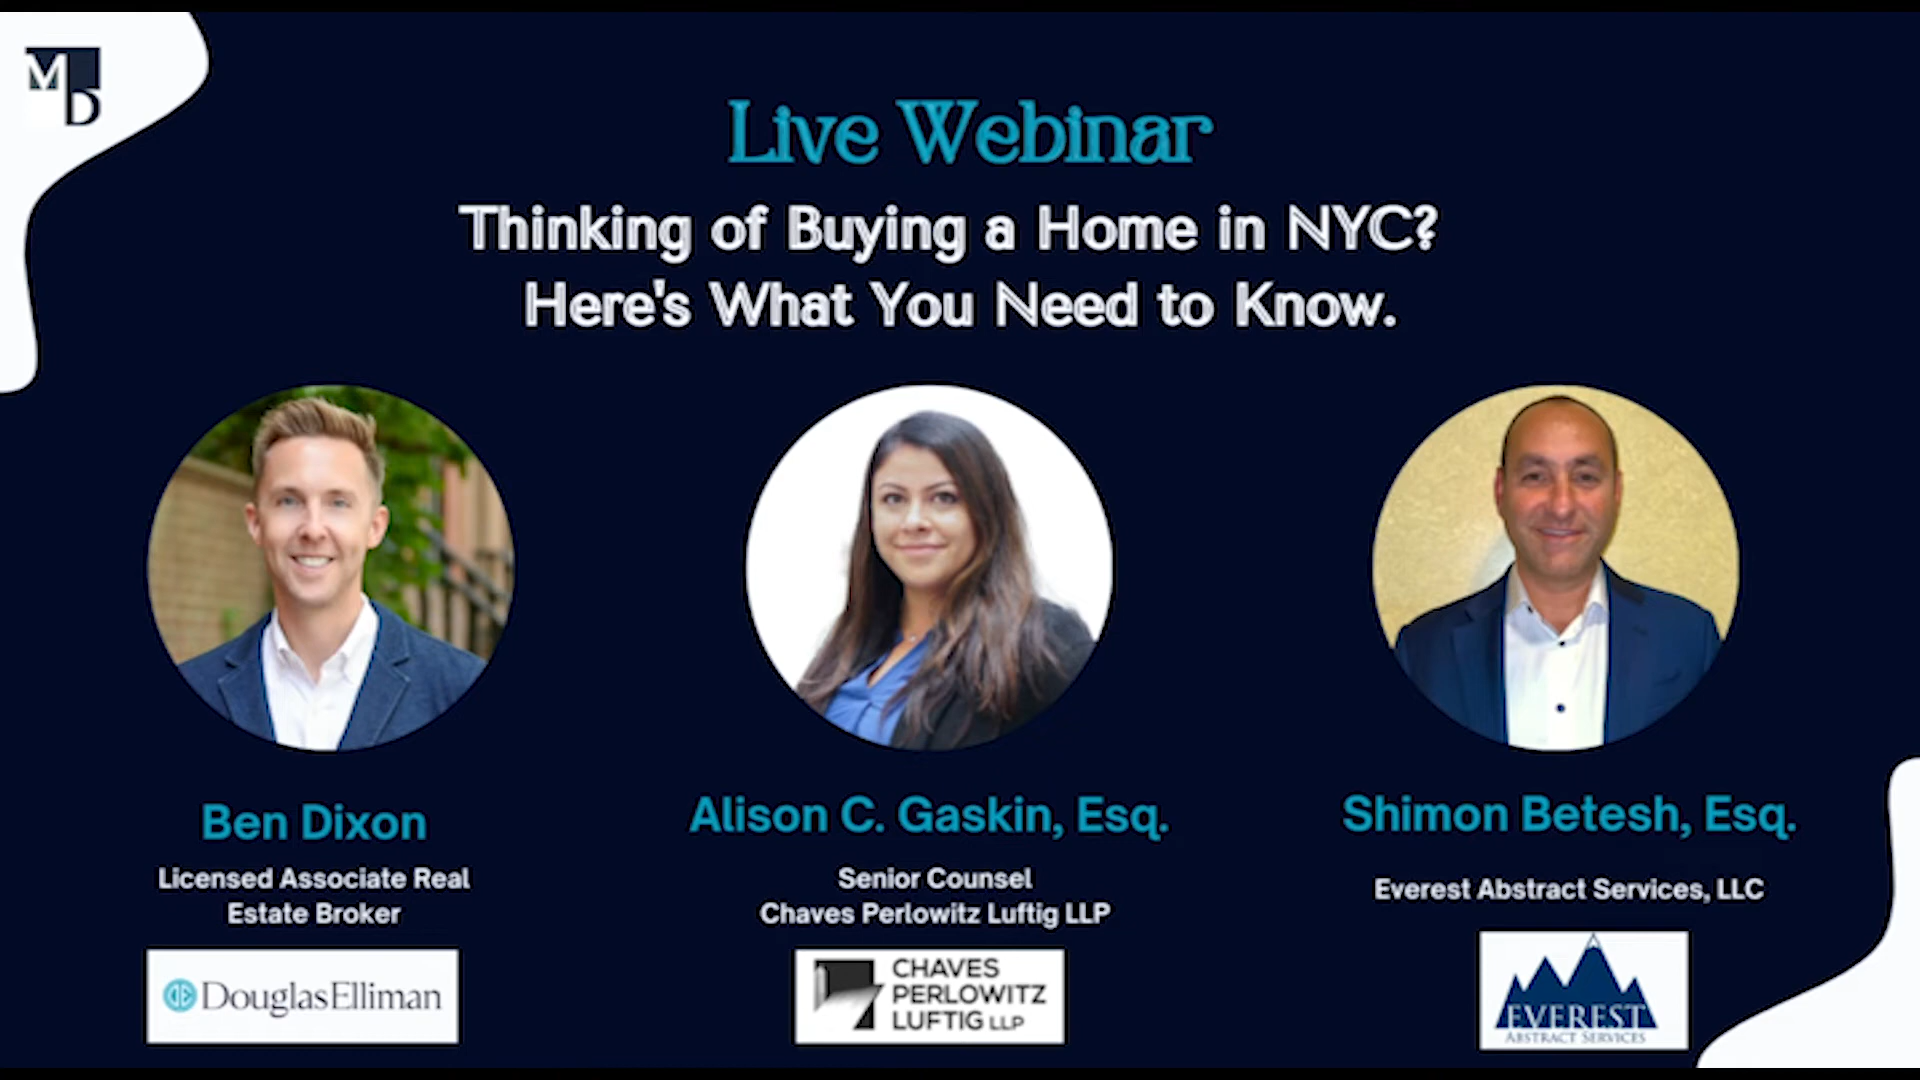 MD
Live Webinar
Thinking of Buying a Home in NYC?
Here's What You Need to Know.
Ben Dixon
Licensed Associate Real
Estate Broker
DouglasElliman
Alison C. Gaskin, Esq.
Senior Counsel
Chaves Perlowitz Luftig LLP
CHAVES
PERLOWITZ
LUFTIG LLP
Shimon Betesh, Esq.
Everest Abstract Services, LLC
EVEREST
ABSTRACT SERVICES